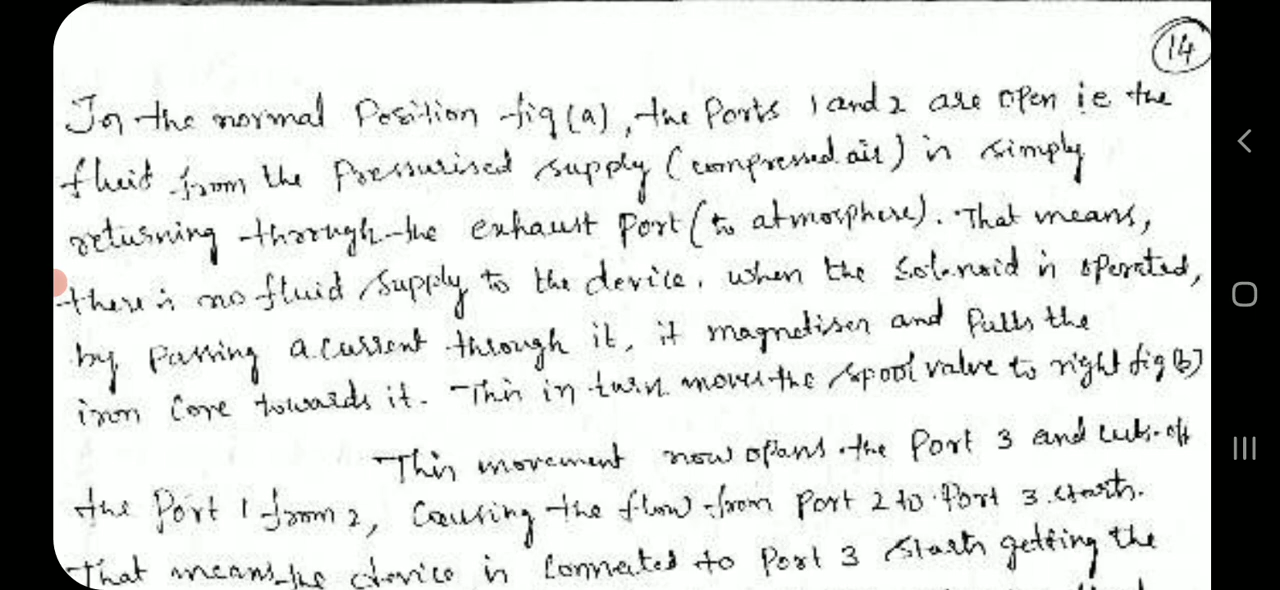 14
In the normal Position fig (a), the Ports 1 and 2 are open ie the
fluid from the Pressurised supply (compressed air) is simply
returning through the exhaust Port (to atmosphere). That means,
there is no fluid supply to the device. when the Solenoid is operated,
by Passing a current through it, it magnetises and Pulls the
iron Core towards it. This in turn moves the spool valve to right fig (b)
This movement now opens the Port 3 and cuts-off
the Port 1 from 2, Causing the flow from Port 2 to Port 3 starts.
That means the device is Connected to Port 3 starts getting the